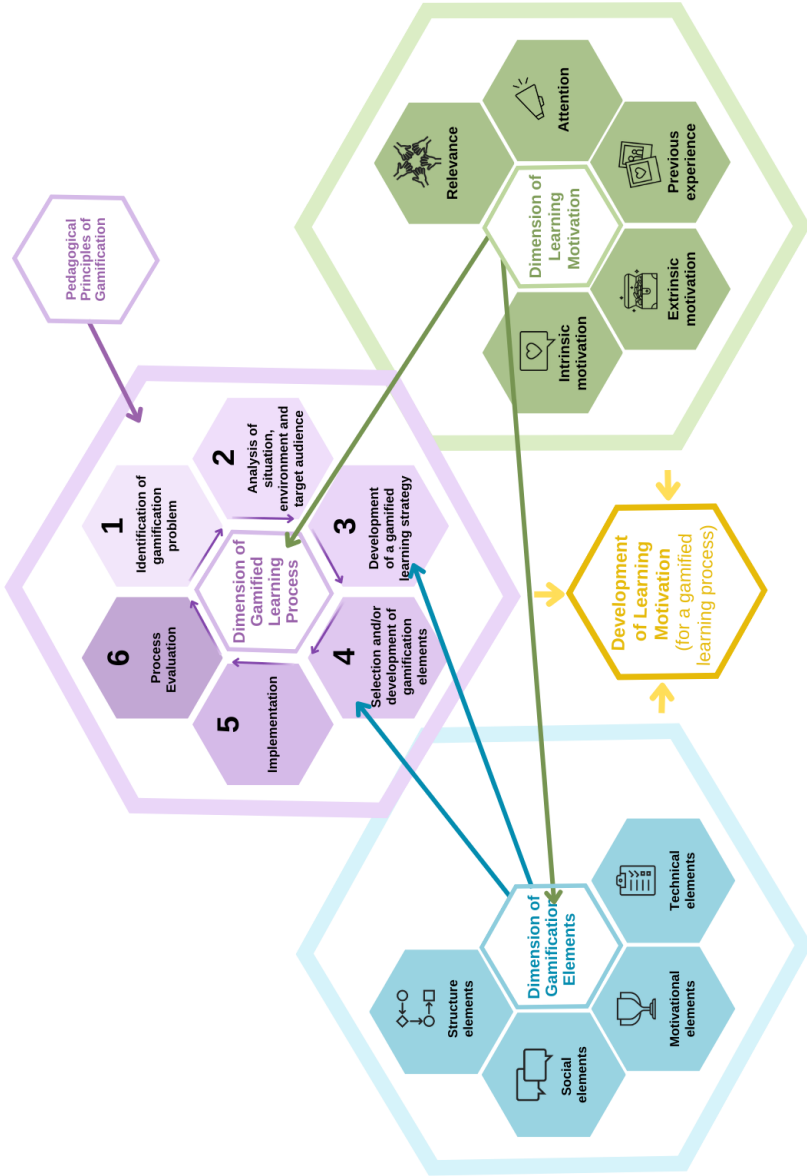 Pedagogical
Principles of
Gamification
1
Identification of
gamification
problem
2
Analysis of
situation,
environment and
target audience
3
Development
of a gamified
learning strategy
4
Selection and/or
development of
gamification
elements
5
Implementation
6
Process
Evaluation
Dimension of
Gamified
Learning
Process
Dimension of
Gamification
Elements
Structure
elements
Social
elements
Motivational
elements
Technical
elements
Dimension of
Learning
Motivation
Relevance
Attention
Previous
experience
Extrinsic
motivation
Intrinsic
motivation
Development
of Learning
Motivation
(for a gamified
learning process)